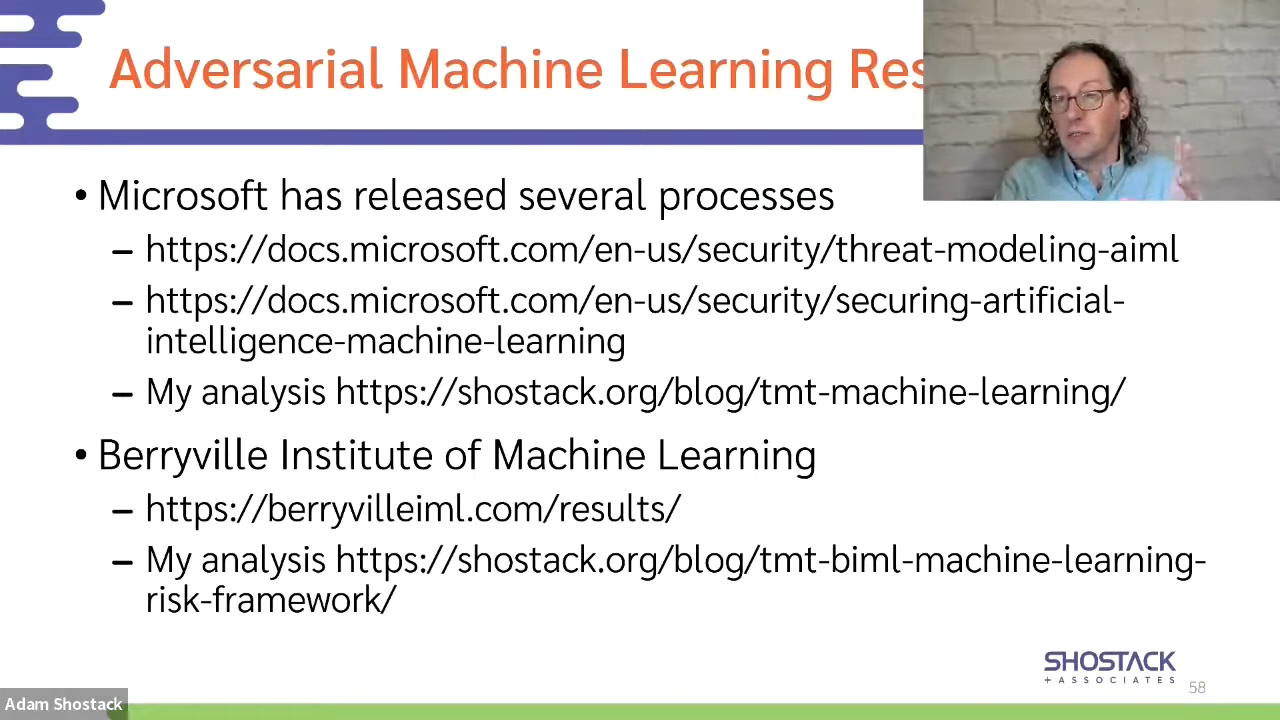 Adversarial Machine Learning Res
• Microsoft has released several processes
– https://docs.microsoft.com/en-us/security/threat-modeling-aiml
– https://docs.microsoft.com/en-us/security/securing-artificial-
intelligence-machine-learning
– My analysis https://shostack.org/blog/tmt-machine-learning/
• Berryville Institute of Machine Learning
– https://berryvilleiml.com/results/
– My analysis https://shostack.org/blog/tmt-biml-machine-learning-
risk-framework/
SHOSTACK
+ ASSOCIATES
58
Adam Shostack